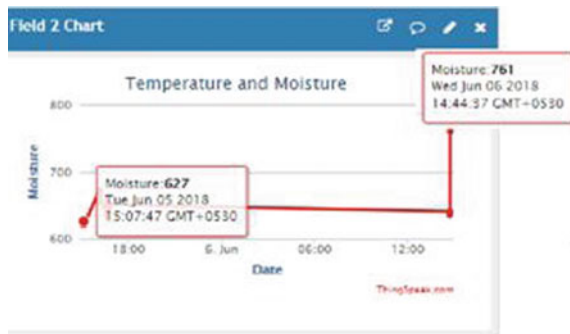 Field 2 Chart
Temperature and Moisture
Moisture:761
Wed Jun 06 2018
14:44:37 GMT+0530
800
700
600
Moisture
Moisture:627
Tue Jun 05 2018
15:07:47 GMT+0530
18:00
6. Jun
06:00
12:00
Date
ThingSpeak.com